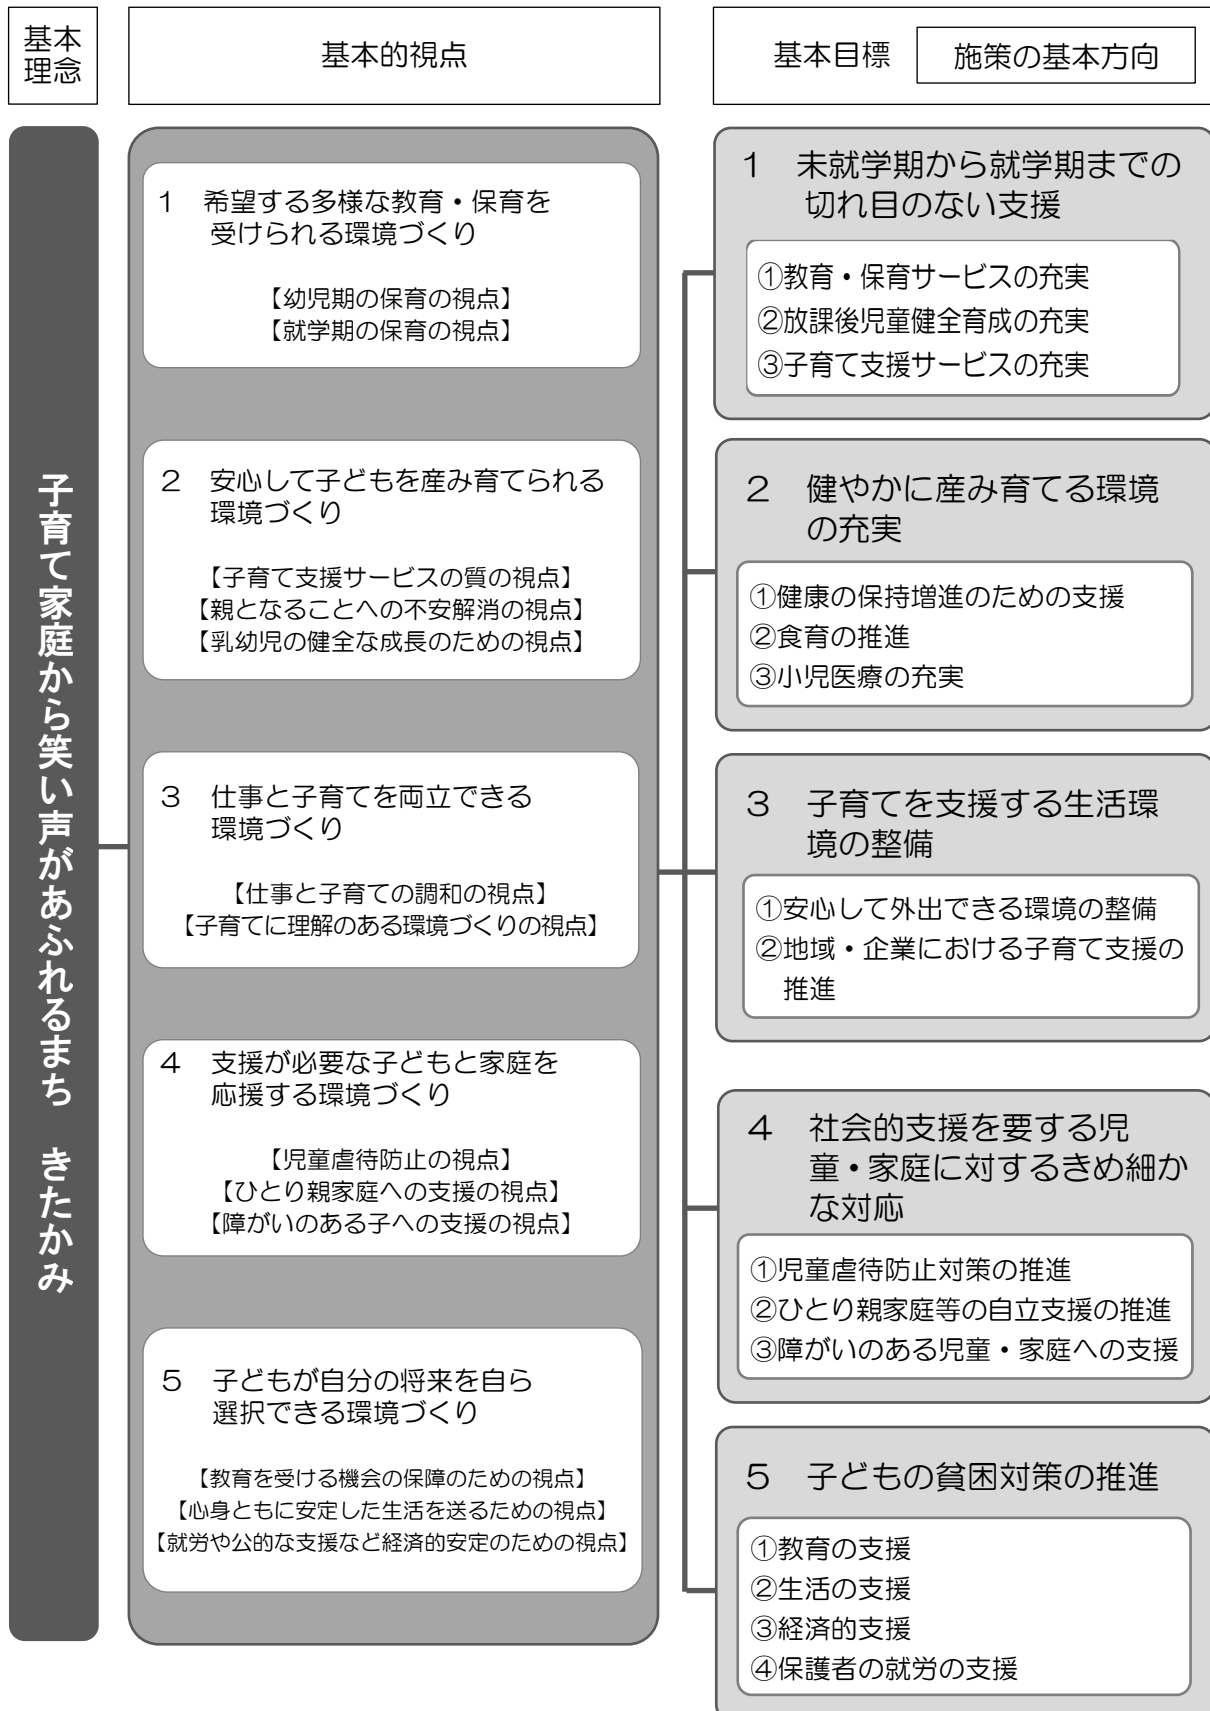 基本
理念
基本的視点
基本目標
施策の基本方向
子育て家庭から笑い声があふれるまち　きたかみ
１　希望する多様な教育・保育を
受けられる環境づくり
【幼児期の保育の視点】
【就学期の保育の視点】
２　安心して子どもを産み育てられる
環境づくり
【子育て支援サービスの質の視点】
【親となることへの不安解消の視点】
【乳幼児の健全な成長のための視点】
３　仕事と子育てを両立できる
環境づくり
【仕事と子育ての調和の視点】
【子育てに理解のある環境づくりの視点】
４　支援が必要な子どもと家庭を
応援する環境づくり
【児童虐待防止の視点】
【ひとり親家庭への支援の視点】
【障がいのある子への支援の視点】
５　子どもが自分の将来を自ら
選択できる環境づくり
【教育を受ける機会の保障のための視点】
【心身ともに安定した生活を送るための視点】
【就労や公的な支援など経済的安定のための視点】
１　未就学期から就学期までの
切れ目のない支援
①教育・保育サービスの充実
②放課後児童健全育成の充実
③子育て支援サービスの充実
２　健やかに産み育てる環境
の充実
①健康の保持増進のための支援
②食育の推進
③小児医療の充実
３　子育てを支援する生活環
境の整備
①安心して外出できる環境の整備
②地域・企業における子育て支援の
推進
４　社会的支援を要する児
童・家庭に対するきめ細か
な対応
①児童虐待防止対策の推進
②ひとり親家庭等の自立支援の推進
③障がいのある児童・家庭への支援
５　子どもの貧困対策の推進
①教育の支援
②生活の支援
③経済的支援
④保護者の就労の支援